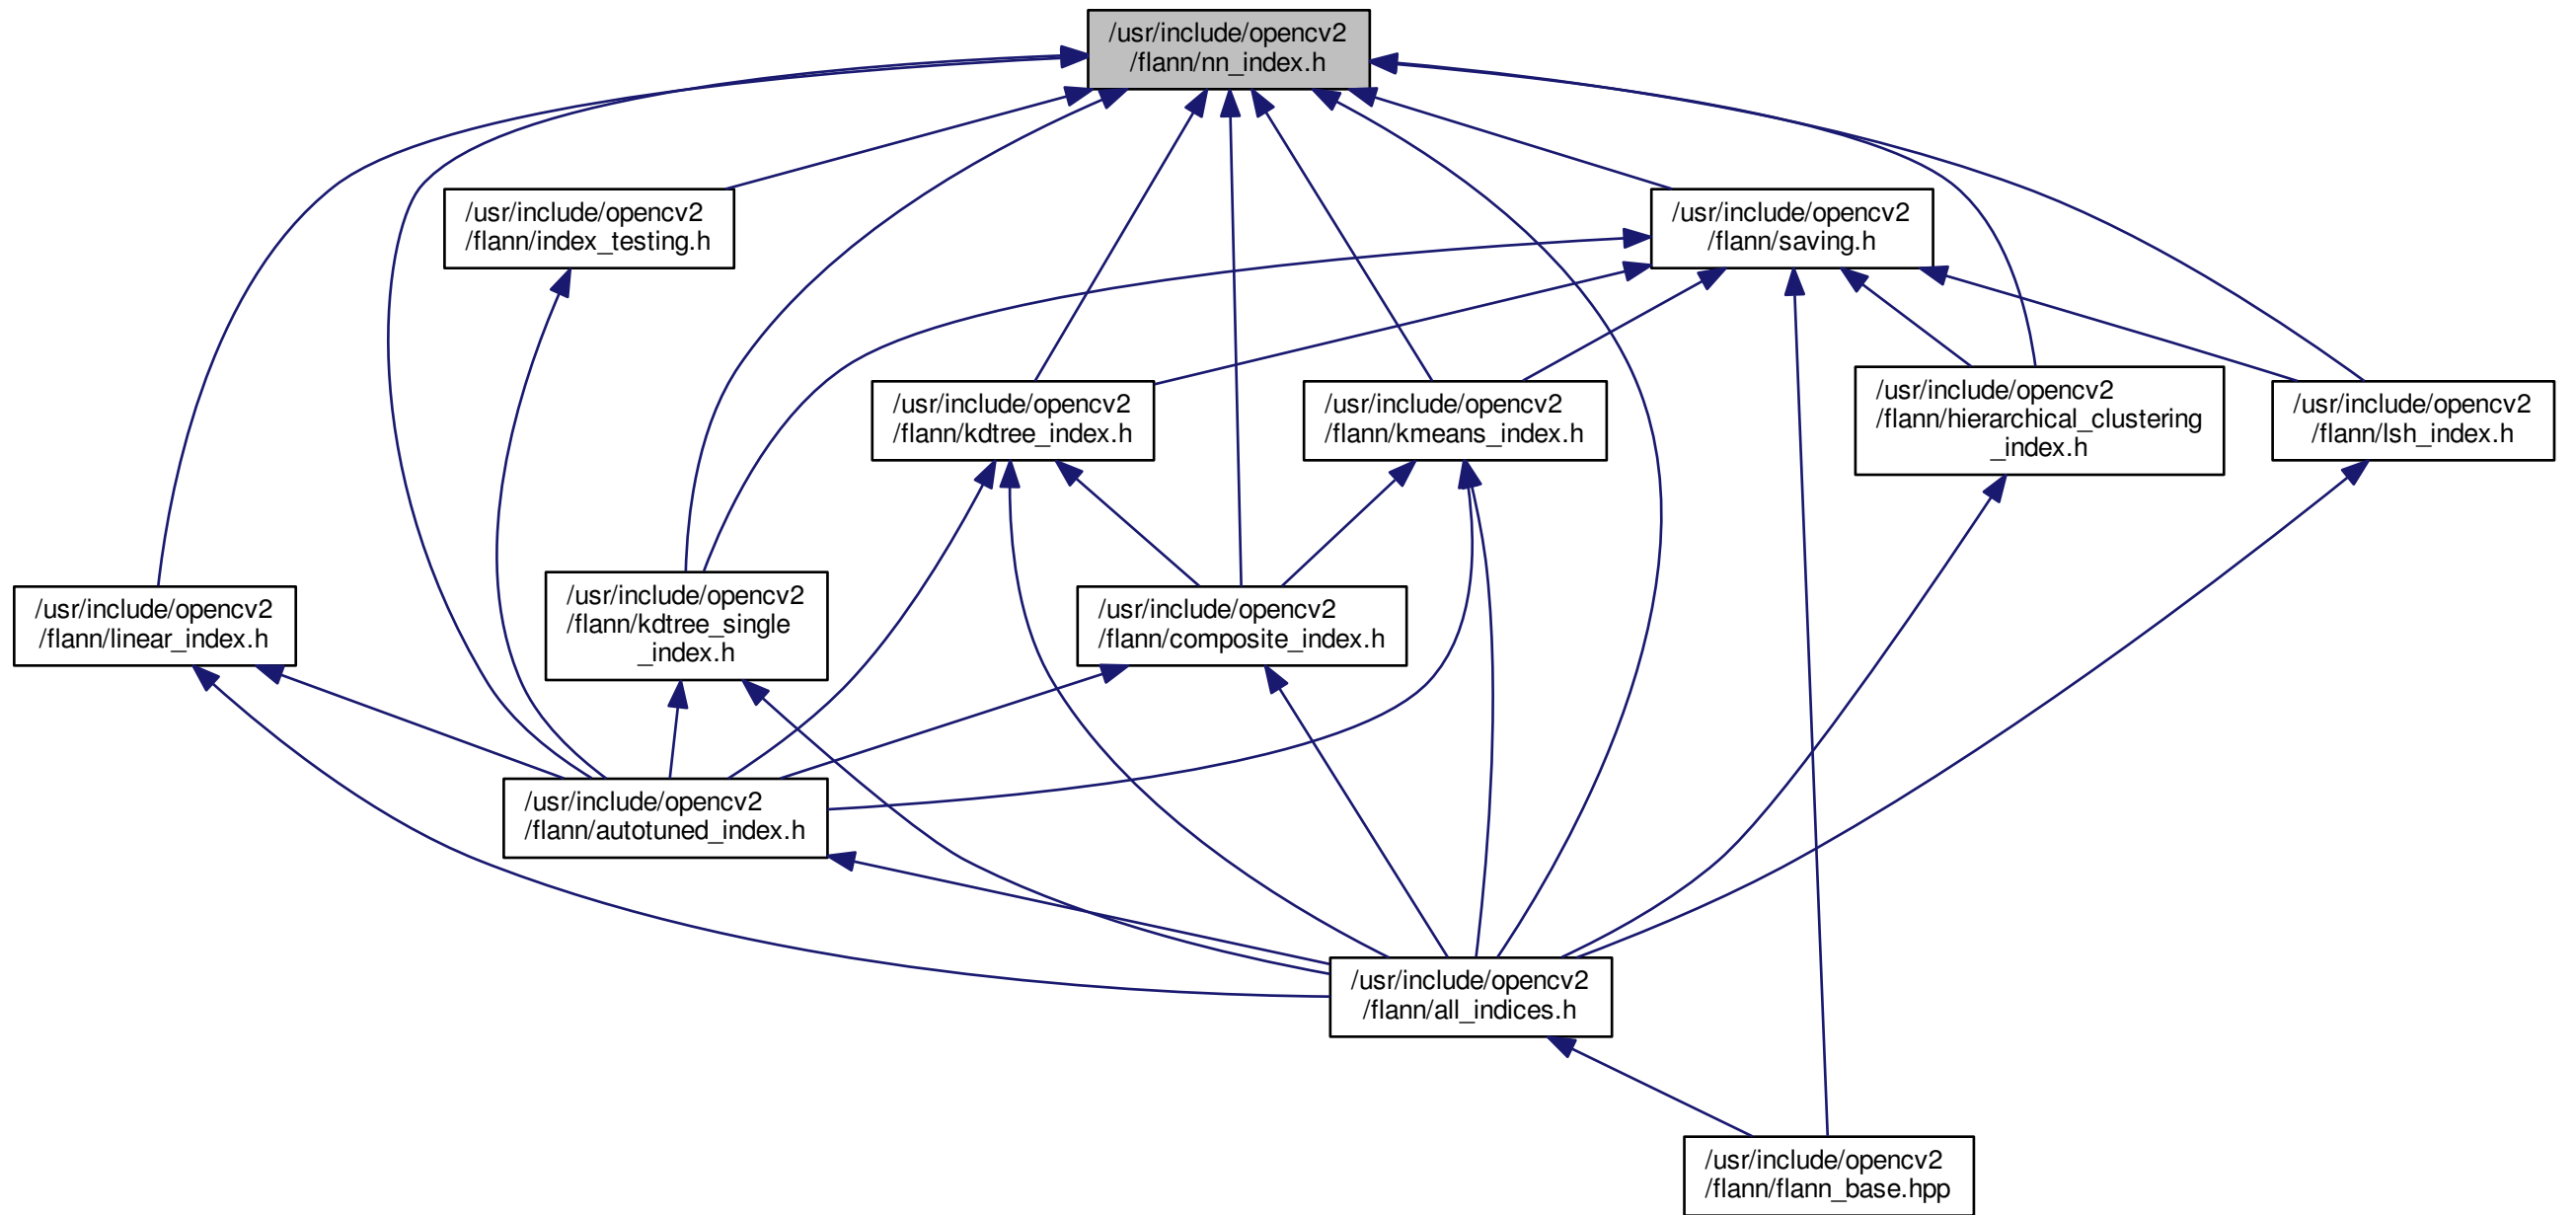 /usr/include/opencv2
/flann/nn_index.h
/usr/include/opencv2
/flann/index_testing.h
/usr/include/opencv2
/flann/saving.h
/usr/include/opencv2
/flann/kdtree_index.h
/usr/include/opencv2
/flann/kmeans_index.h
/usr/include/opencv2
/flann/hierarchical_clustering
_index.h
/usr/include/opencv2
/flann/lsh_index.h
/usr/include/opencv2
/flann/linear_index.h
/usr/include/opencv2
/flann/kdtree_single
_index.h
/usr/include/opencv2
/flann/composite_index.h
/usr/include/opencv2
/flann/autotuned_index.h
/usr/include/opencv2
/flann/all_indices.h
/usr/include/opencv2
/flann/flann_base.hpp